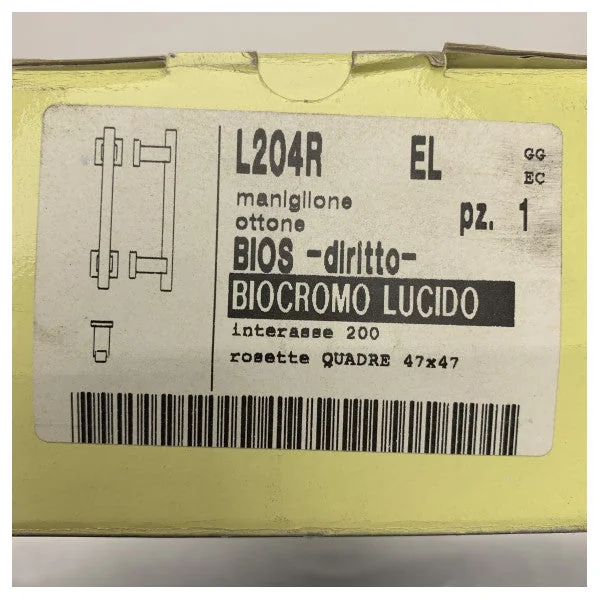 L204R EL GG
EC
maniglione
ottone pz. 1
BIOS -diritto-
BIOCROMO LUCIDO
interasse 200
rosette QUADRE 47x47